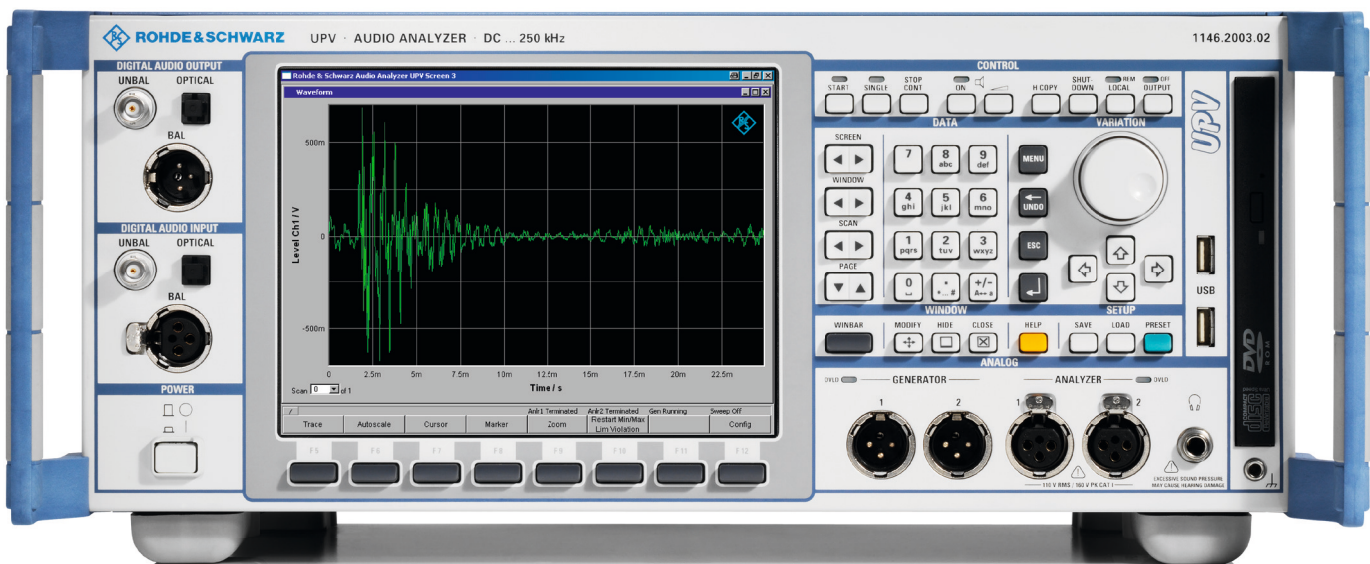 ROHDE & SCHWARZ UPV · AUDIO ANALYZER · DC ... 250 kHz
1146.2003.02
DIGITAL AUDIO OUTPUT
UNBAL OPTICAL
BAL
DIGITAL AUDIO INPUT
UNBAL OPTICAL
BAL
POWER
Rohde & Schwarz Audio Analyzer UPV Screen 3
Waveform
R&S
Level Ch1 / V
500m
0
-500m
0 2.5m 5m 7.5m 10m 12.5m 15m 17.5m 20m 22.5m
Time / s
Scan 0 of 1
Anlr1 Terminated Anlr2 Terminated Gen Running Sweep Off
Trace Autoscale Cursor Marker Zoom Restart Min/Max Lim Violation Config
F5 F6 F7 F8 F9 F10 F11 F12
CONTROL
START SINGLE STOP CONT ON H COPY SHUT-DOWN REM LOCAL OFF OUTPUT
DATA VARIATION
SCREEN
WINDOW
SCAN
PAGE
7 8 abc 9 def
4 ghi 5 jkl 6 mno
1 pqrs 2 tuv 3 wxyz
0 . *...# +/- A↔a
MENU
UNDO
ESC
WINDOW SETUP
WINBAR MODIFY HIDE CLOSE HELP SAVE LOAD PRESET
ANALOG
OVLD GENERATOR ANALYZER OVLD
1 2 1 2
110 V RMS / 160 V PK CAT I
EXCESSIVE SOUND PRESSURE
MAY CAUSE HEARING DAMAGE
UPV
USB
DVD
ROM
COMPACT
disc